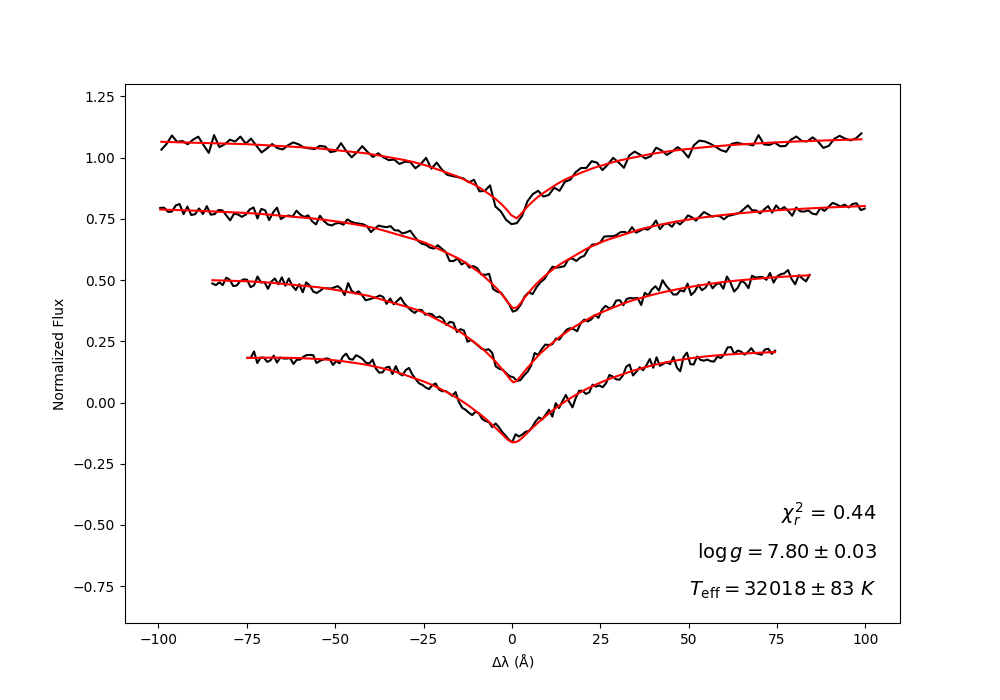 1.25
1.00
0.75
0.50
0.25
0.00
−0.25
−0.50
−0.75
Normalized Flux
χ²ᵣ = 0.44
log g = 7.80 ± 0.03
T_eff = 32018 ± 83 K
−100 −75 −50 −25 0 25 50 75 100
Δλ (Å)